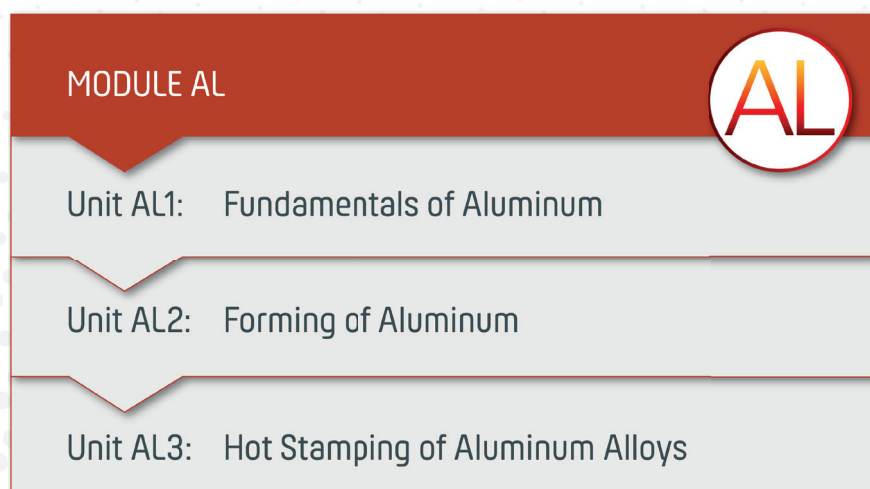 MODULE AL
AL
Unit AL1: Fundamentals of Aluminum
Unit AL2: Forming of Aluminum
Unit AL3: Hot Stamping of Aluminum Alloys